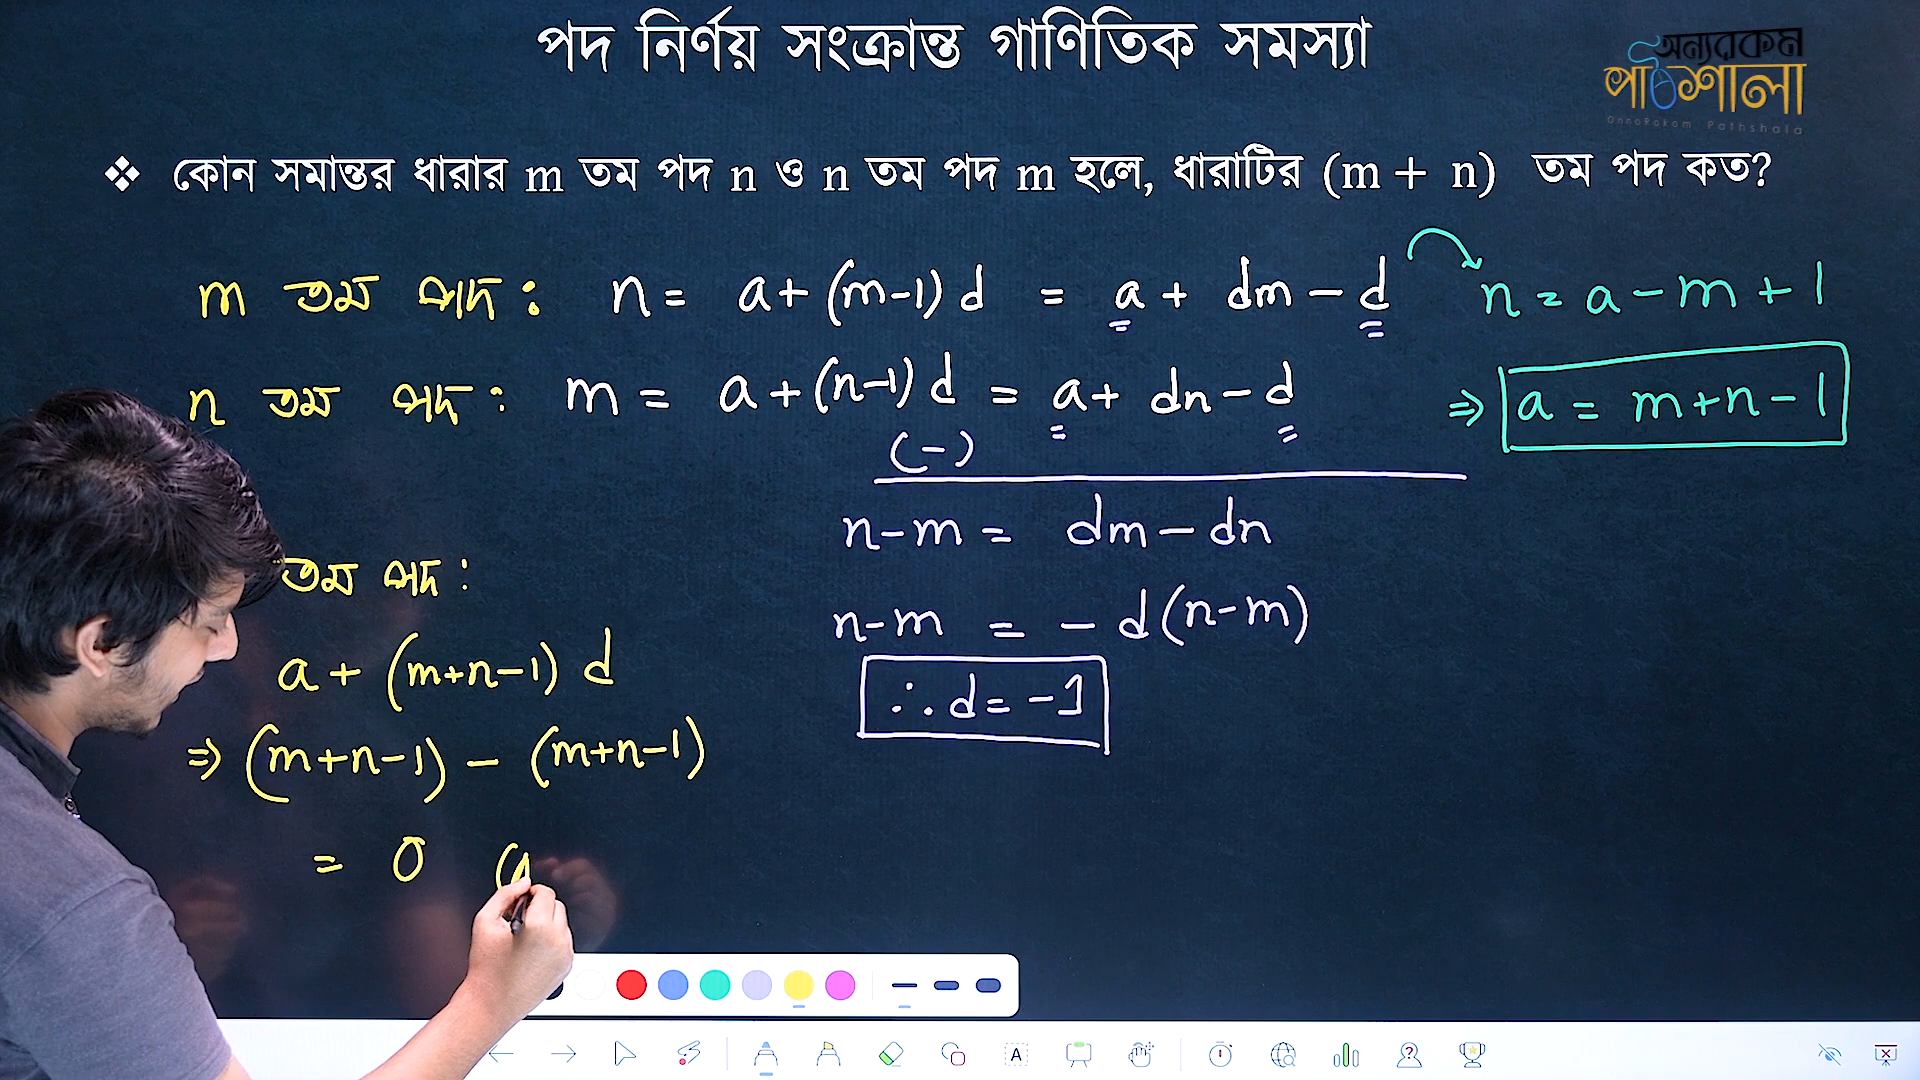 পদ নির্ণয় সংক্রান্ত গাণিতিক সমস্যা
অন্যরকম
পাঠশালা
OnnoRokom Pathshala
❖ কোন সমান্তর ধারার m তম পদ n ও n তম পদ m হলে, ধারাটির (m + n) তম পদ কত?
m তম পদ : n = a + (m-1) d = a + dm - d
n = a - m + 1
n তম পদ : m = a + (n-1) d = a + dn - d
⇒ a = m+n-1
(-)
n-m = dm - dn
তম পদ :
n-m = - d(n-m)
a + (m+n-1) d
∴ d = -1
⇒ (m+n-1) - (m+n-1)
= 0
A